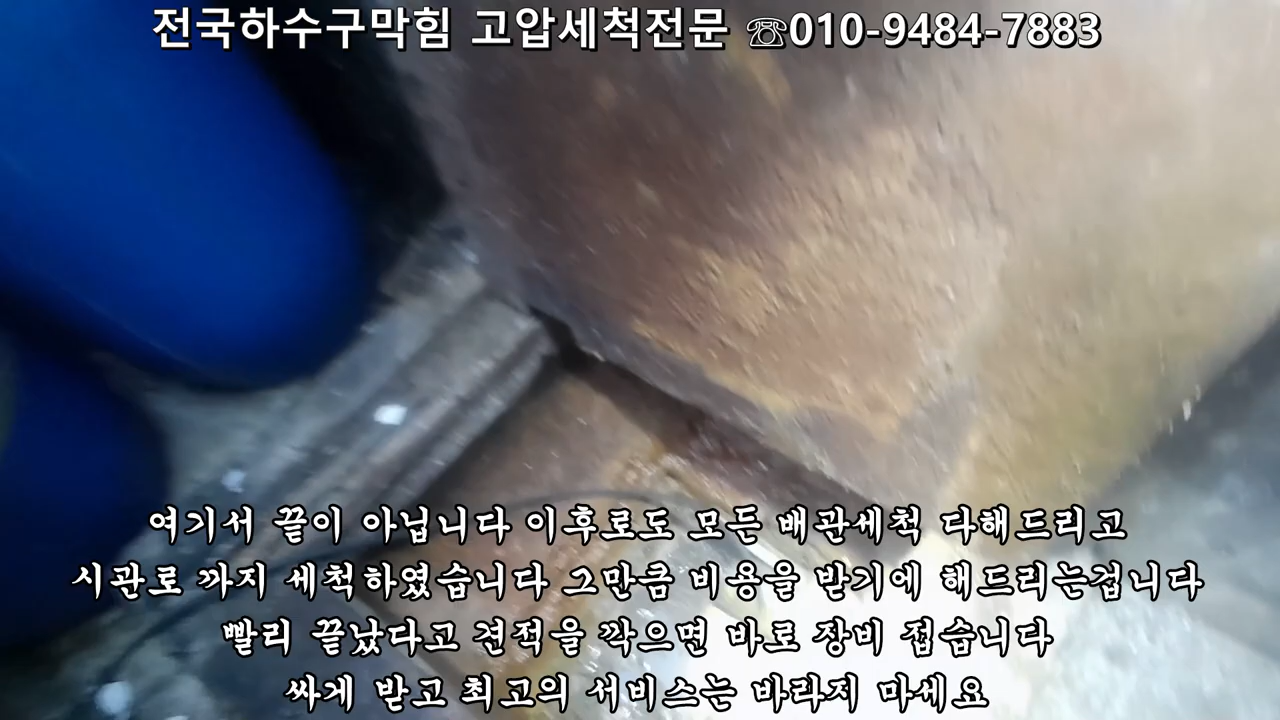 전국하수구막힘 고압세척전문 ☏010-9484-7883
여기서 끝이 아닙니다 이후로도 모든 배관세척 다해드리고
시관로 까지 세척하였습니다 그만큼 비용을 받기에 해드리는겁니다
빨리 끝났다고 견적을 깍으면 바로 장비 접습니다
싸게 받고 최고의 서비스는 바라지 마세요